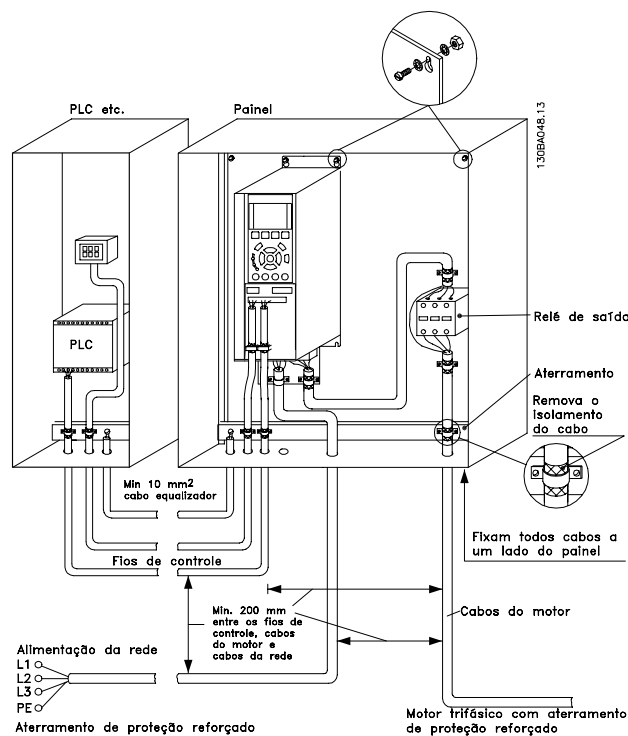 PLC etc.
Painel
130BA048.13
PLC
Relé de saída
Aterramento
Remova o
isolamento
do cabo
Min 10 mm2
cabo equalizador
Fixam todos cabos a
um lado do painel
Fios de controle
Min. 200 mm
entre os fios de
controle, cabos
do motor e
cabos da rede
Cabos do motor
Alimentação da rede
L1
L2
L3
PE
Aterramento de proteção reforçado
Motor trifásico com aterramento
de proteção reforçado